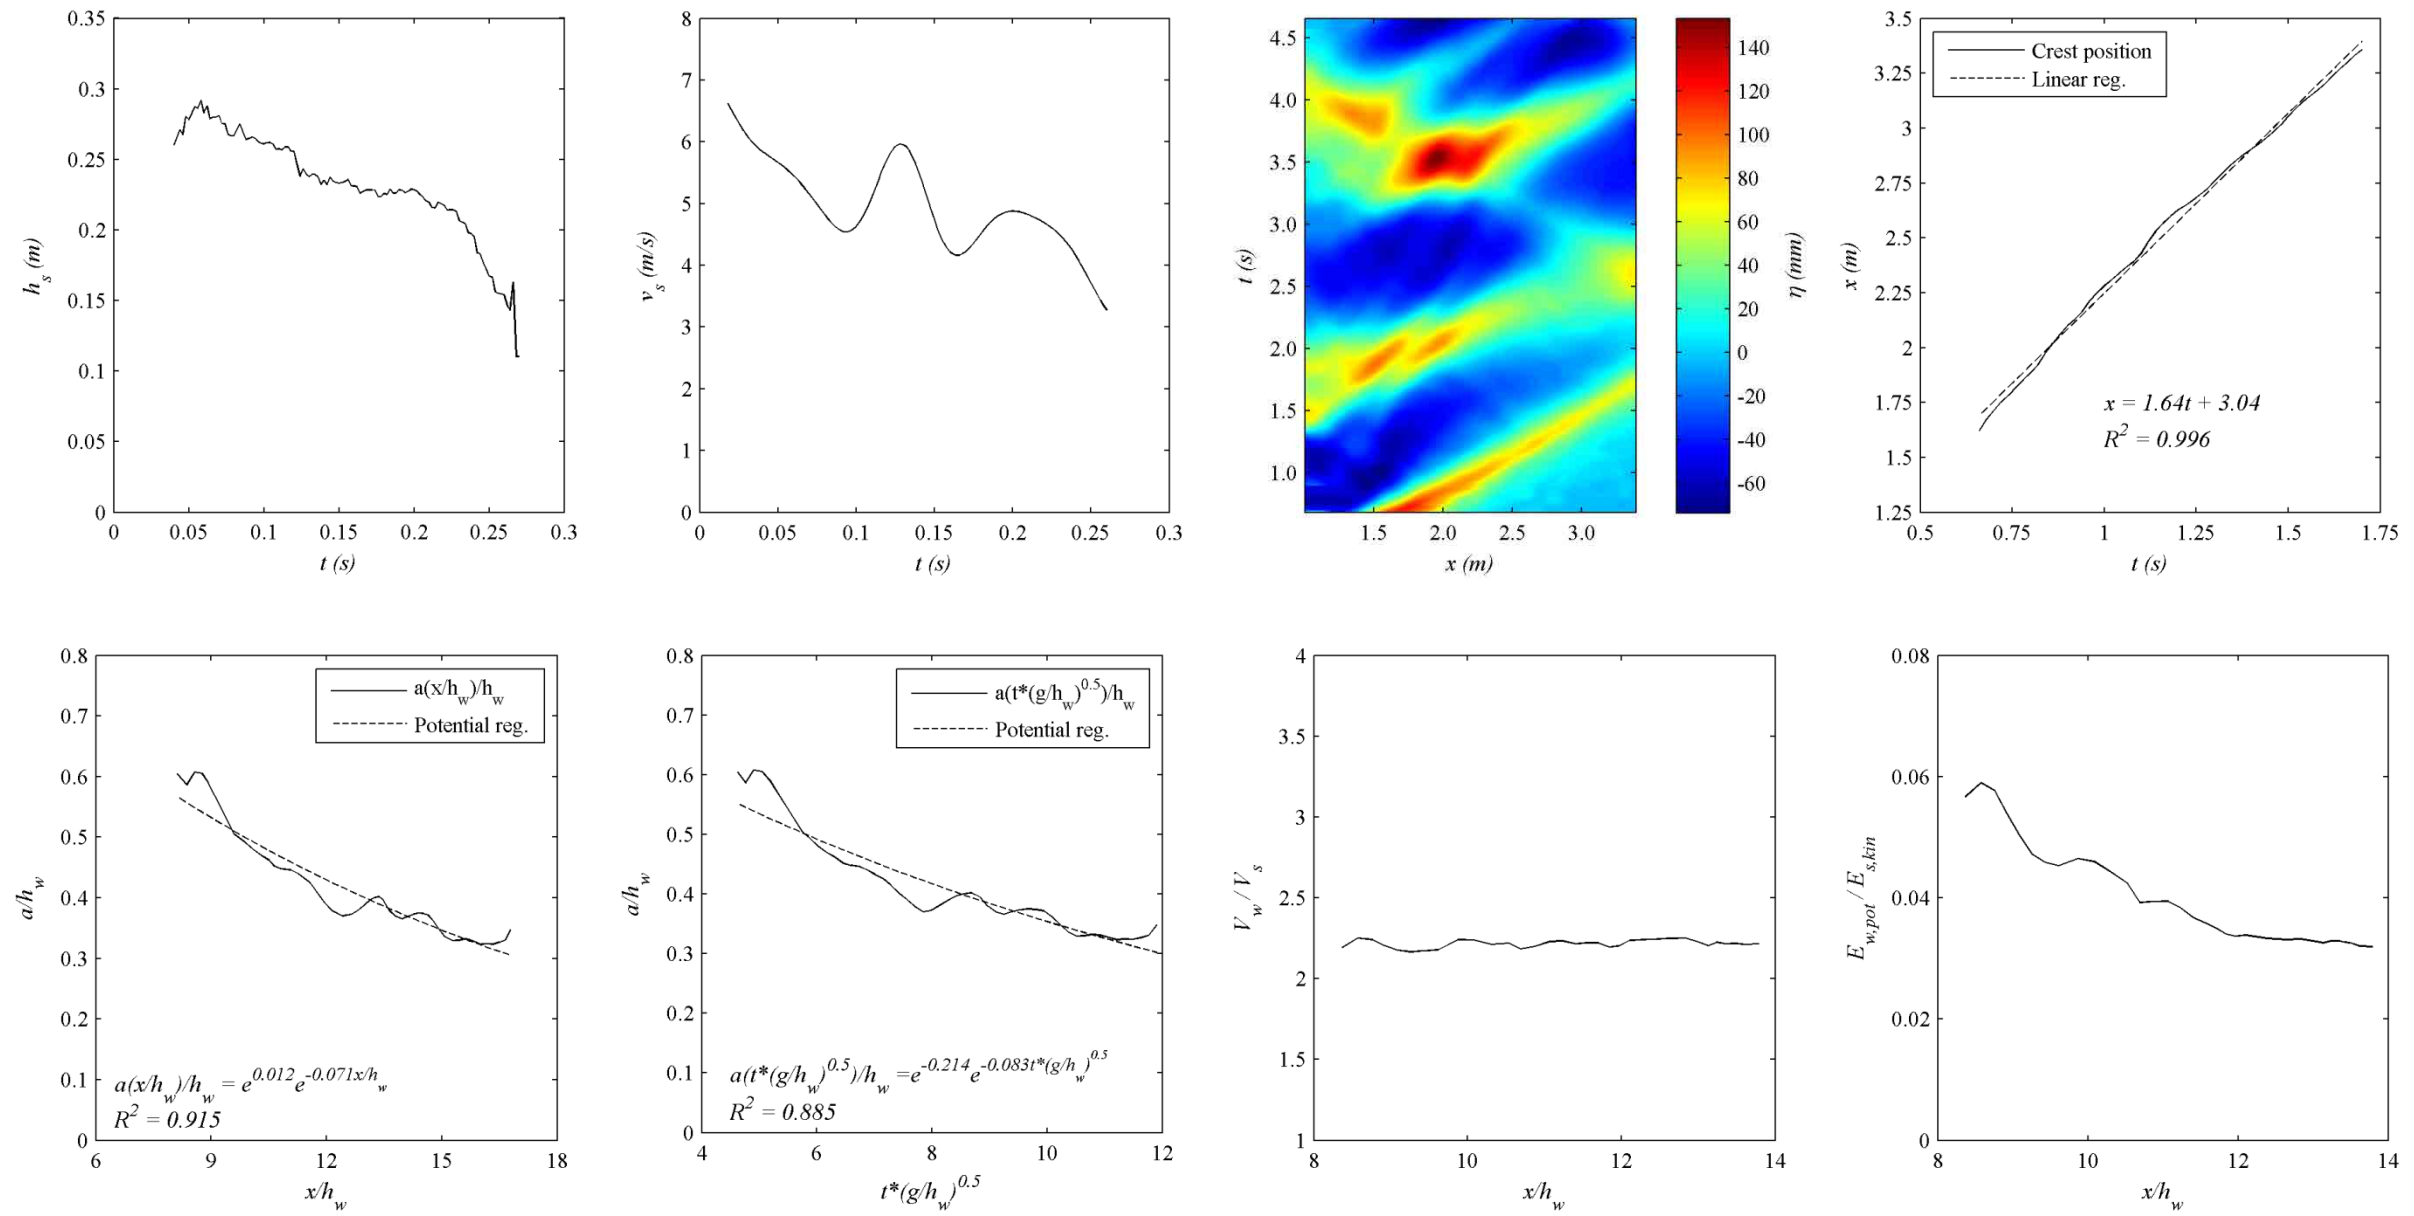 0.35
0.3
0.25
0.2
0.15
0.1
0.05
0
h_s (m)
0 0.05 0.1 0.15 0.2 0.25 0.3
t (s)
8
7
6
5
4
3
2
1
0
v_s (m/s)
0 0.05 0.1 0.15 0.2 0.25 0.3
t (s)
4.5
4.0
3.5
3.0
2.5
2.0
1.5
1.0
t (s)
1.5 2.0 2.5 3.0
x (m)
140
120
100
80
60
40
20
0
-20
-40
-60
η (mm)
3.5
3.25
3
2.75
2.5
2.25
2
1.75
1.5
1.25
x (m)
Crest position
Linear reg.
x = 1.64t + 3.04
R^2 = 0.996
0.5 0.75 1 1.25 1.5 1.75
t (s)
0.8
0.7
0.6
0.5
0.4
0.3
0.2
0.1
0
a/h_w
a(x/h_w)/h_w
Potential reg.
a(x/h_w)/h_w = e^0.012e^-0.071x/h_w
R^2 = 0.915
6 9 12 15 18
x/h_w
0.8
0.7
0.6
0.5
0.4
0.3
0.2
0.1
0
a/h_w
a(t*(g/h_w)^0.5)/h_w
Potential reg.
a(t*(g/h_w)^0.5)/h_w =e^-0.214e^-0.083t*(g/h_w)^0.5
R^2 = 0.885
4 6 8 10 12
t*(g/h_w)^0.5
4
3.5
3
2.5
2
1.5
1
V_w / V_s
8 10 12 14
x/h_w
0.08
0.06
0.04
0.02
0
E_w,pot / E_s,kin
8 10 12 14
x/h_w